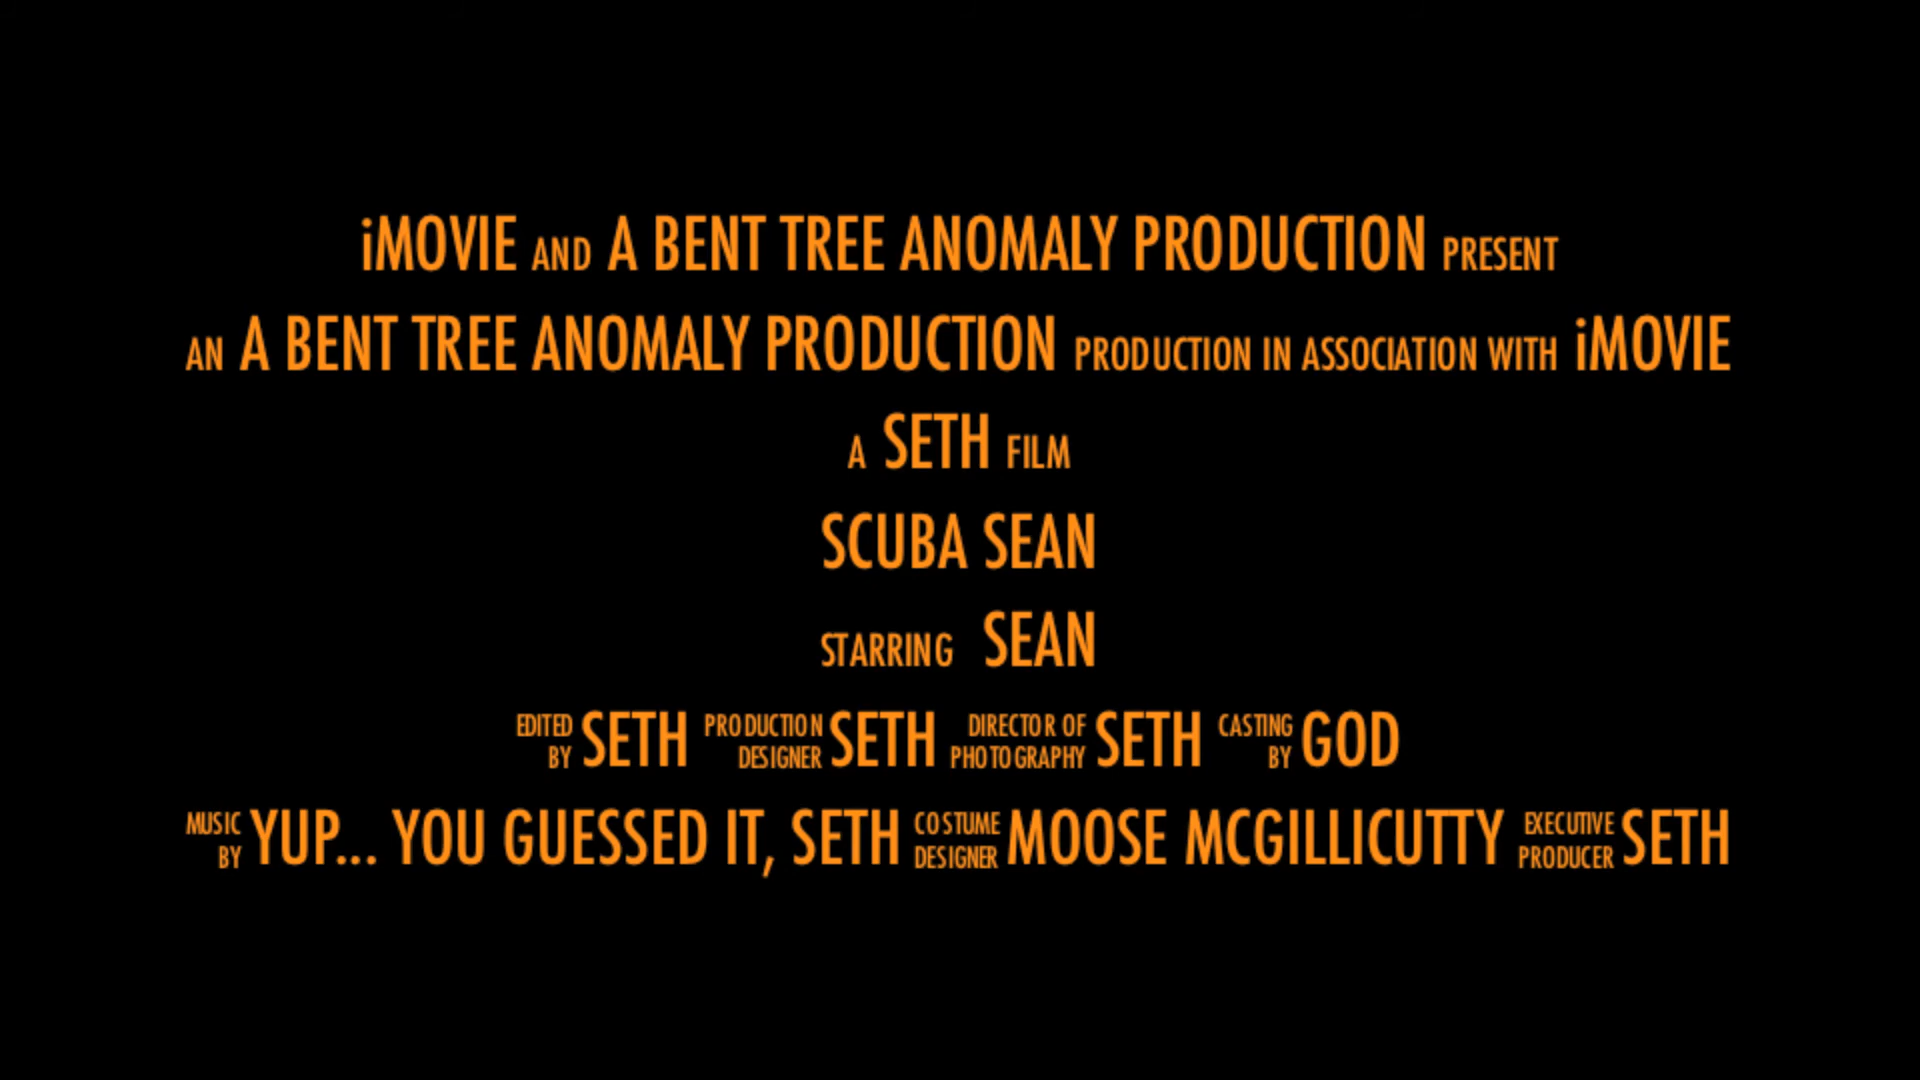 iMOVIE AND A BENT TREE ANOMALY PRODUCTION PRESENT
AN A BENT TREE ANOMALY PRODUCTION PRODUCTION IN ASSOCIATION WITH iMOVIE
A SETH FILM
SCUBA SEAN
STARRING SEAN
EDITED BY SETH PRODUCTION DESIGNER SETH DIRECTOR OF PHOTOGRAPHY SETH CASTING BY GOD
MUSIC BY YUP... YOU GUESSED IT, SETH COSTUME DESIGNER MOOSE MCGILLICUTTY EXECUTIVE PRODUCER SETH